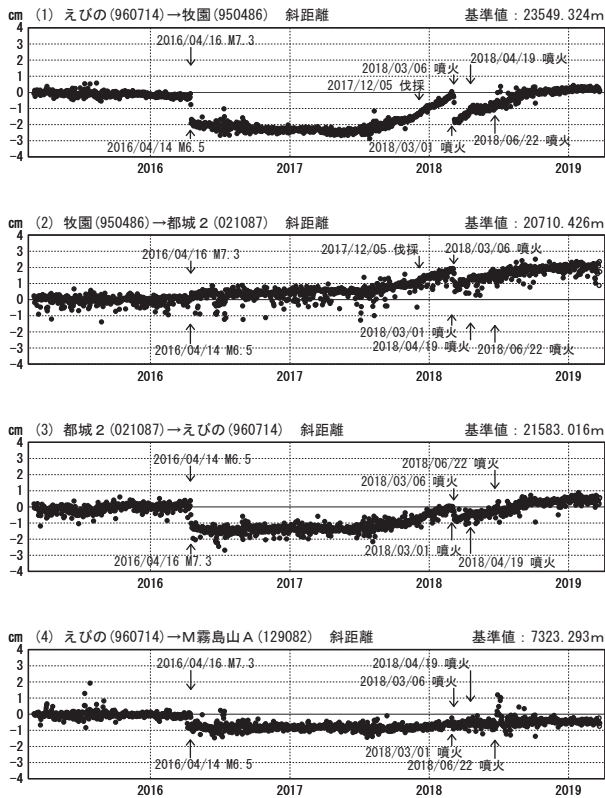 cm (1) えびの(960714)→牧園(950486) 斜距離 基準値：23549.324m
4
3
2
1
0
-1
-2
-3
-4
2016/04/16 M7.3
2018/03/06 噴火
2018/04/19 噴火
2017/12/05 伐採
2016/04/14 M6.5
2018/03/01 噴火
2018/06/22 噴火
2016 2017 2018 2019
cm (2) 牧園(950486)→都城２(021087) 斜距離 基準値：20710.426m
4
3
2
1
0
-1
-2
-3
-4
2016/04/16 M7.3
2017/12/05 伐採
2018/03/06 噴火
2016/04/14 M6.5
2018/03/01 噴火
2018/04/19 噴火
2018/06/22 噴火
2016 2017 2018 2019
cm (3) 都城２(021087)→えびの(960714) 斜距離 基準値：21583.016m
4
3
2
1
0
-1
-2
-3
-4
2016/04/14 M6.5
2018/06/22 噴火
2018/03/06 噴火
2016/04/16 M7.3
2018/03/01 噴火
2018/04/19 噴火
2016 2017 2018 2019
cm (4) えびの(960714)→Ｍ霧島山Ａ(129082) 斜距離 基準値：7323.293m
4
3
2
1
0
-1
-2
-3
-4
2016/04/16 M7.3
2018/04/19 噴火
2018/03/06 噴火
2016/04/14 M6.5
2018/03/01 噴火
2018/06/22 噴火
2016 2017 2018 2019